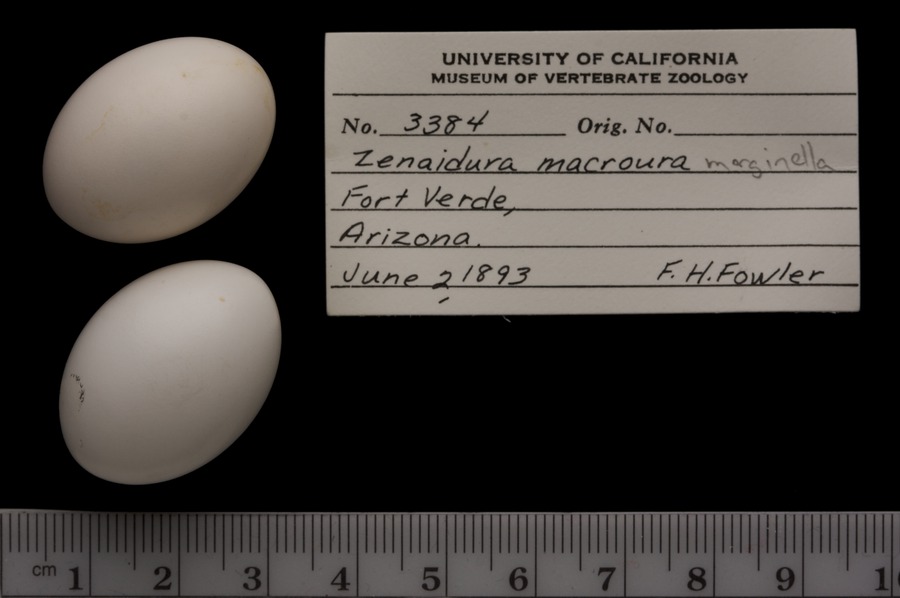 UNIVERSITY OF CALIFORNIA
MUSEUM OF VERTEBRATE ZOOLOGY
No. 3384 Orig. No.
Zenaidura macroura marginella
Fort Verde,
Arizona.
June 2, 1893 F. H. Fowler
cm 1 2 3 4 5 6 7 8 9